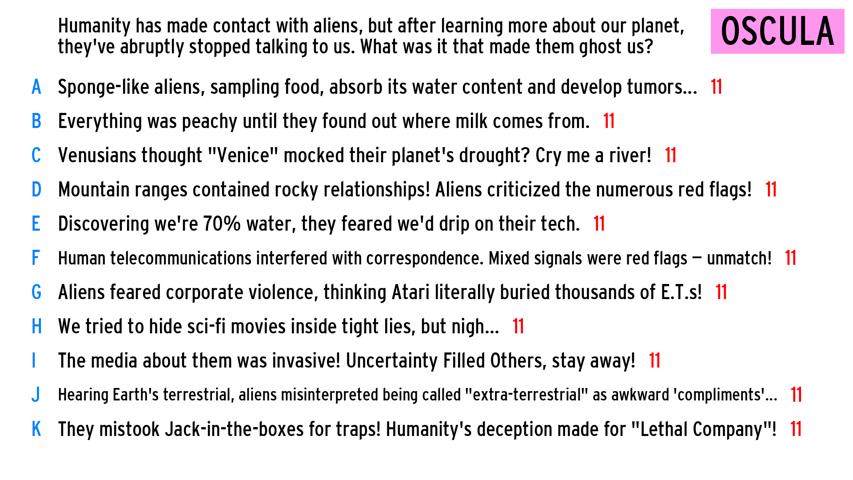 Humanity has made contact with aliens, but after learning more about our planet,
they've abruptly stopped talking to us. What was it that made them ghost us?
OSCULA
A Sponge-like aliens, sampling food, absorb its water content and develop tumors... 11
B Everything was peachy until they found out where milk comes from. 11
C Venusians thought "Venice" mocked their planet's drought? Cry me a river! 11
D Mountain ranges contained rocky relationships! Aliens criticized the numerous red flags! 11
E Discovering we're 70% water, they feared we'd drip on their tech. 11
F Human telecommunications interfered with correspondence. Mixed signals were red flags – unmatch! 11
G Aliens feared corporate violence, thinking Atari literally buried thousands of E.T.s! 11
H We tried to hide sci-fi movies inside tight lies, but nigh... 11
I The media about them was invasive! Uncertainty Filled Others, stay away! 11
J Hearing Earth's terrestrial, aliens misinterpreted being called "extra-terrestrial" as awkward 'compliments'... 11
K They mistook Jack-in-the-boxes for traps! Humanity's deception made for "Lethal Company"! 11